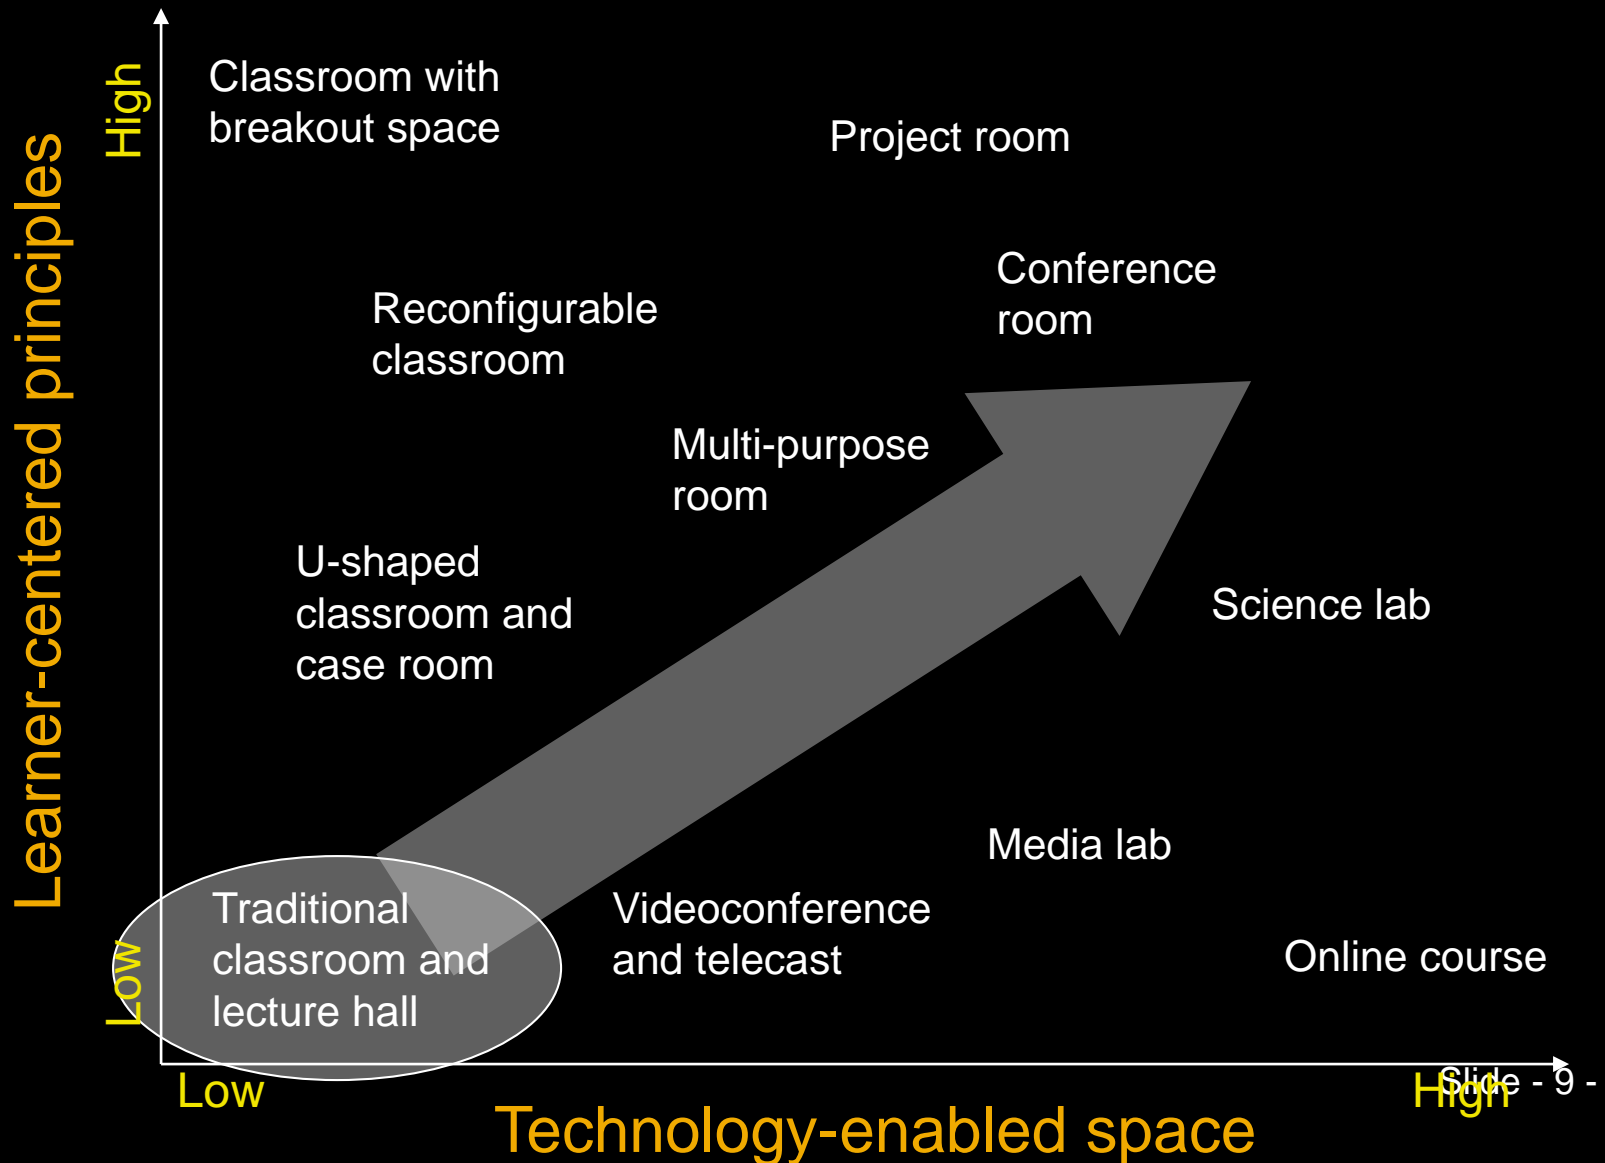 Learner-centered principles
High
Low
Classroom with
breakout space
Project room
Conference
room
Reconfigurable
classroom
Multi-purpose
room
U-shaped
classroom and
case room
Science lab
Media lab
Traditional
classroom and
lecture hall
Videoconference
and telecast
Online course
Low
High
Slide - 9 -
Technology-enabled space